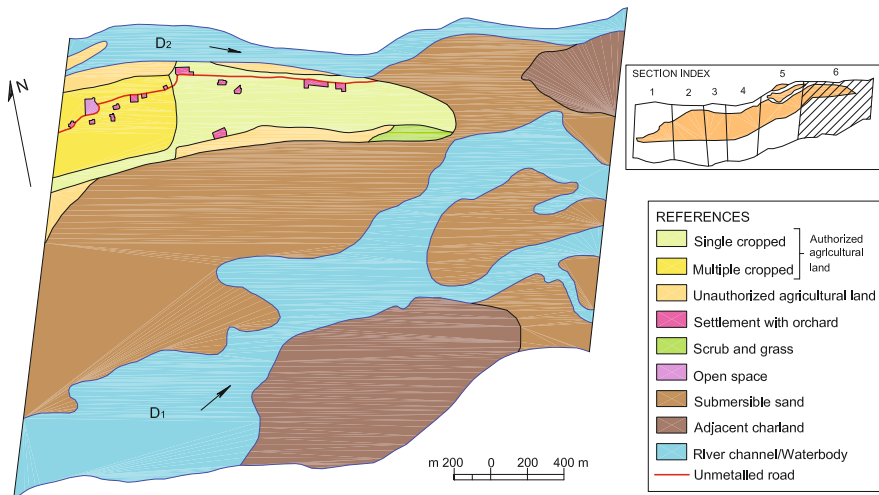 D2
N
D1
m 200 0 200 400 m
SECTION INDEX
1 2 3 4 5 6
REFERENCES
Single cropped
Multiple cropped
Authorized
agrIcultural
land
Unauthorized agricultural land
Settlement with orchard
Scrub and grass
Open space
Submersible sand
Adjacent charland
RIver channel/Waterbody
Unmetalled road